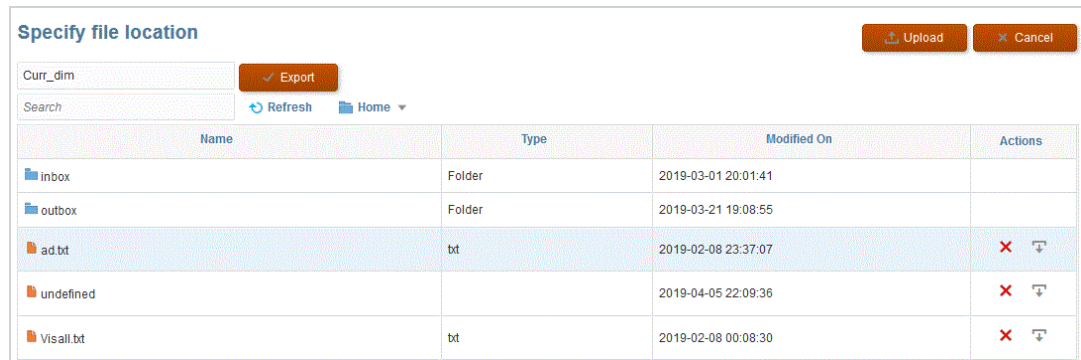 Specify file location
Upload
Cancel
Curr_dim
Export
Search
Refresh
Home
Name Type Modified On Actions
inbox Folder 2019-03-01 20:01:41
outbox Folder 2019-03-21 19:08:55
ad.txt txt 2019-02-08 23:37:07
undefined 2019-04-05 22:09:36
Visall.txt txt 2019-02-08 00:08:30